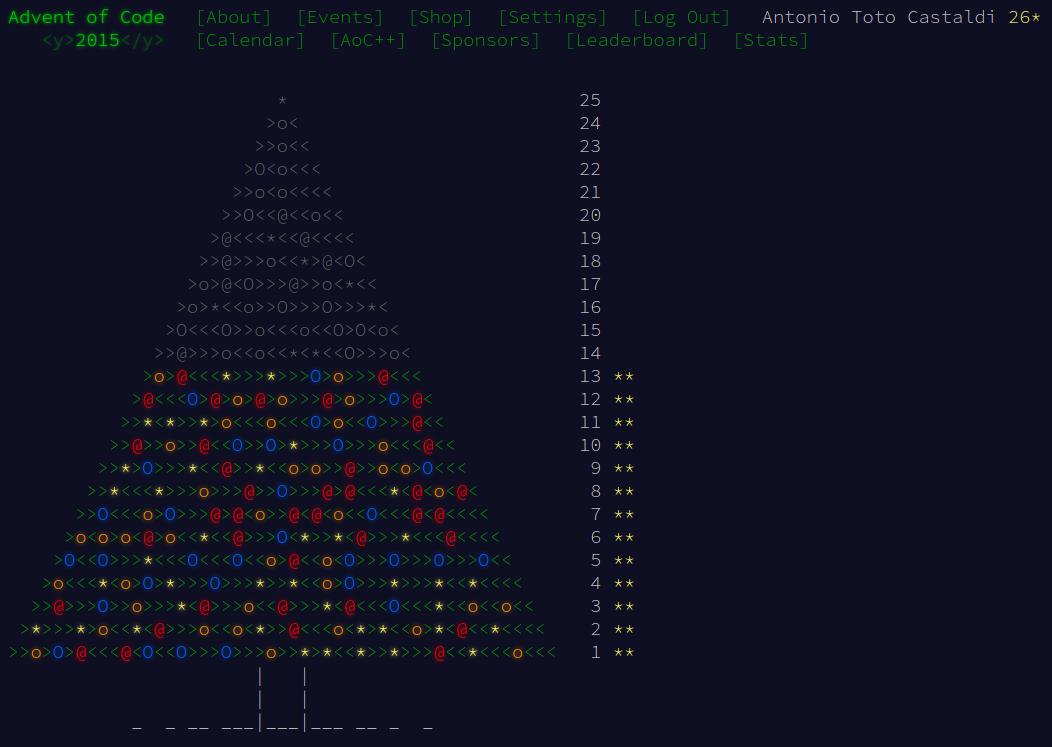 Advent of Code [About] [Events] [Shop] [Settings] [Log Out] Antonio Toto Castaldi 26*
<y>2015</y> [Calendar] [AoC++] [Sponsors] [Leaderboard] [Stats]
* 25
>o< 24
>>o<< 23
>O<o<<< 22
>>o<o<<<< 21
>>O<<@<<o<< 20
>@<<<*<<@<<<< 19
>>@>>>o<<*>@<O< 18
>o>@<O>>>@>>o<*<< 17
>o>*<<o>>O>>>O>>>*< 16
>O<<<O>>o<<<o<<O>O<o< 15
>>@>>>o<<o<<*<*<<O>>>o< 14
>o>@<<<*>>>*>>>O>o>>>@<<< 13 **
>@<<<O>@>o>@>o>>>@>o>>>O>@< 12 **
>>*<*>>*>o<<<o<<<O>o<<O>>>@<< 11 **
>>@>>o>>@<<O>>O>*>>>O>>>o<<<@<< 10 **
>>*>O>>>*<<@>>*<<o>o>>@>>o<o>O<<< 9 **
>>*<<<*>>>o>>>@>>O>>>@>@<<<*<@<o<@< 8 **
>>O<<<o>O>>>@>@<o>>@<@<o<<O<<<@<@<<<< 7 **
>o<o>o<@>o<<*<<@>>>O<*>>*<@>>>*<<<@<<<< 6 **
>O<<O>>>*<<<O<<<O<<o>@<<o<O>>>O>>>O>>>O<< 5 **
>o<<<*<o>O>*>>>O>>>*>>*<<o<O>>>*>>>*<<*<<<< 4 **
>>@>>>O>>o>>>*<@>>>o<<@>>>*<@<<<O<<<*<<o<<o<< 3 **
>*>>>*>o<<*<@>>>o<<o<*>>@<<<o<*>*<<o>*<@<<*<<<< 2 **
>>o>O>@<<<@<O<<O>>>O>>>o>>*>*<<*>>*>>>@<<*<<<o<<< 1 **
| |
| |
_ _ __ ___|___|___ __ _ _